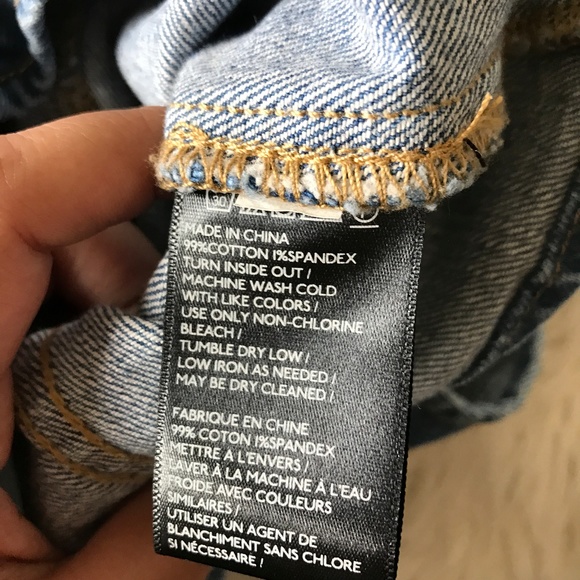 30
MADE IN CHINA
99%COTTON 1%SPANDEX
TURN INSIDE OUT /
MACHINE WASH COLD
WITH LIKE COLORS /
USE ONLY NON-CHLORINE
BLEACH /
TUMBLE DRY LOW /
LOW IRON AS NEEDED /
MAY BE DRY CLEANED /
FABRIQUE EN CHINE
99% COTON 1%SPANDEX
METTRE A L'ENVERS /
LAVER À LA MACHINE À L'EAU
FROIDE AVEC COULEURS
SIMILAIRES /
UTILISER UN AGENT DE
BLANCHIMENT SANS CHLORE
SI NÉCESSAIRE /